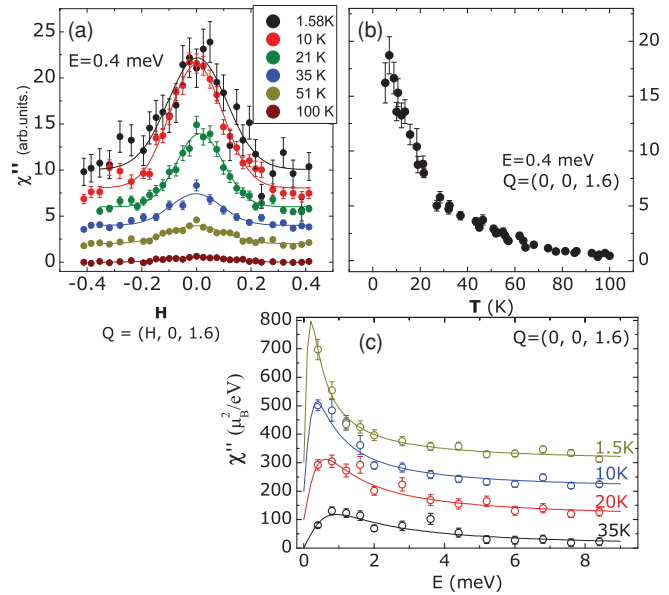 (a)
E=0.4 meV
1.58K
10 K
21 K
35 K
51 K
100 K
χ'' (arb.units.)
25
20
15
10
5
0
-0.4 -0.2 0.0 0.2 0.4
H
Q = (H, 0, 1.6)
(b)
E=0.4 meV
Q=(0, 0, 1.6)
20
15
10
5
0
0 20 40 60 80 100
T (K)
(c)
Q=(0, 0, 1.6)
χ'' (μ_B^2/eV)
800
700
600
500
400
300
200
100
0
1.5K
10K
20K
35K
0 2 4 6 8
E (meV)